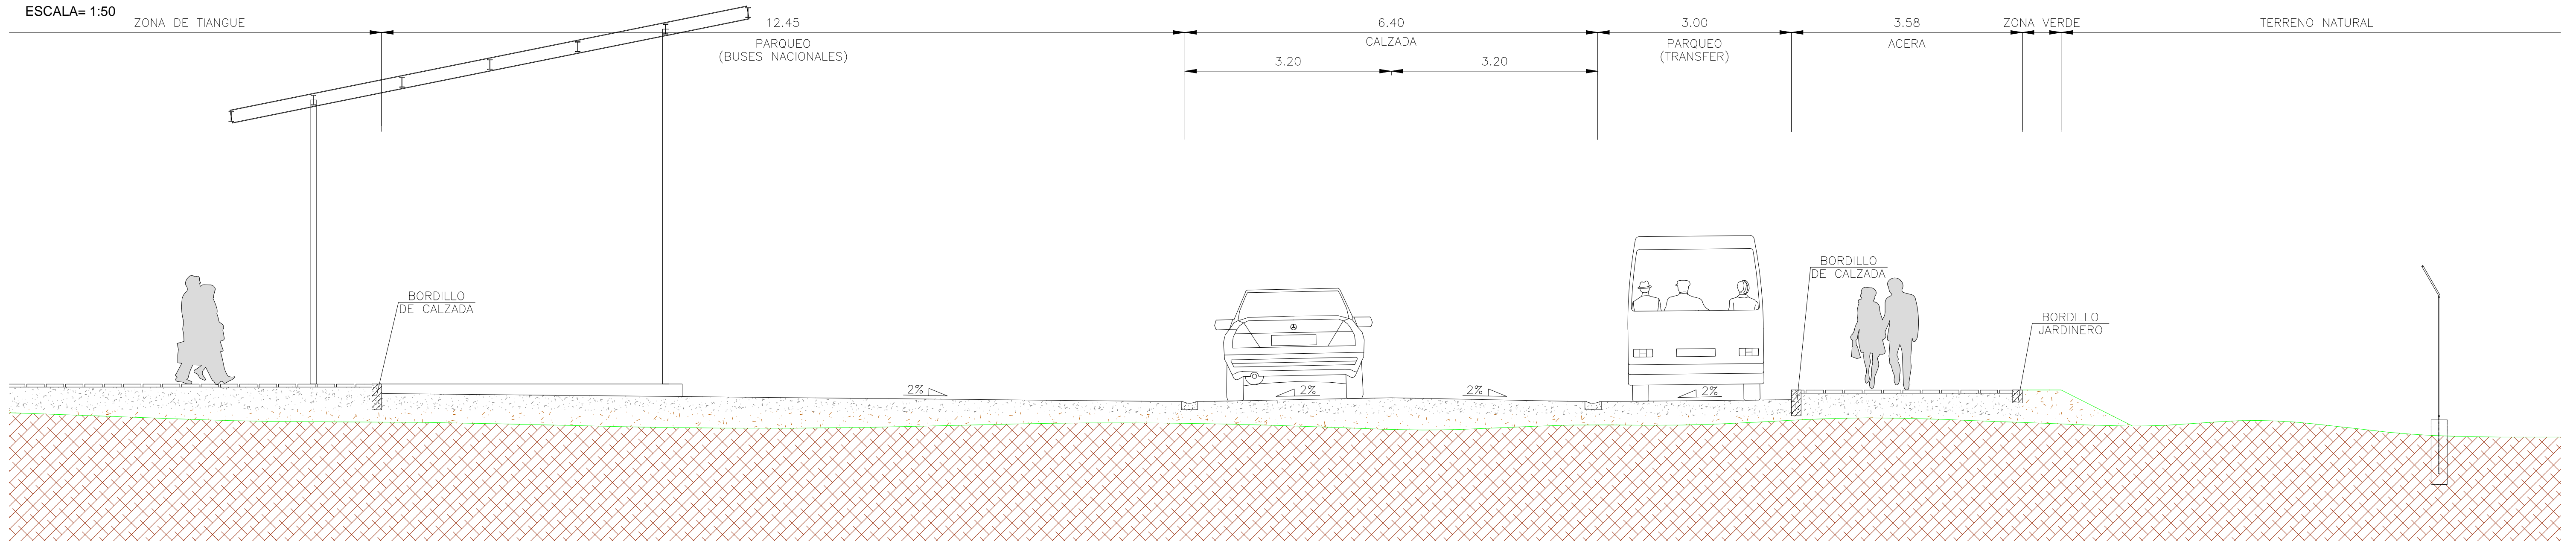 ESCALA= 1:50
ZONA DE TIANGUE
12.45
PARQUEO
(BUSES NACIONALES)
6.40
CALZADA
3.20
3.20
3.00
PARQUEO
(TRANSFER)
3.58
ACERA
ZONA VERDE
TERRENO NATURAL
BORDILLO
DE CALZADA
2%
2%
2%
2%
BORDILLO
DE CALZADA
BORDILLO
JARDINERO